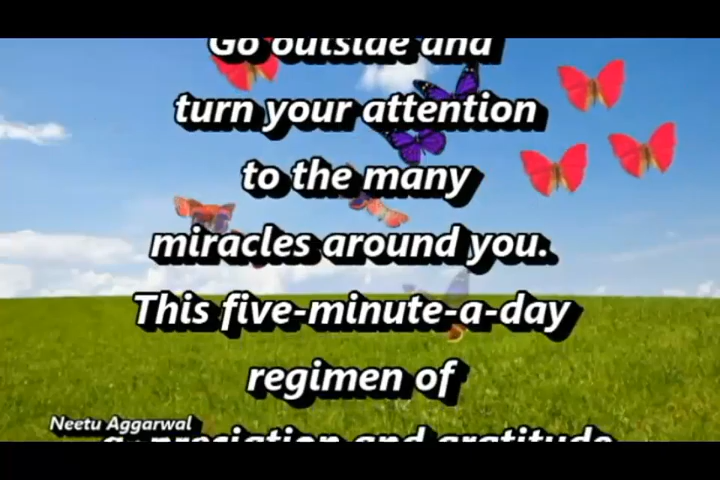 Go outside and
turn your attention
to the many
miracles around you.
This five-minute-a-day
regimen of
appreciation and gratitude
Neetu Aggarwal